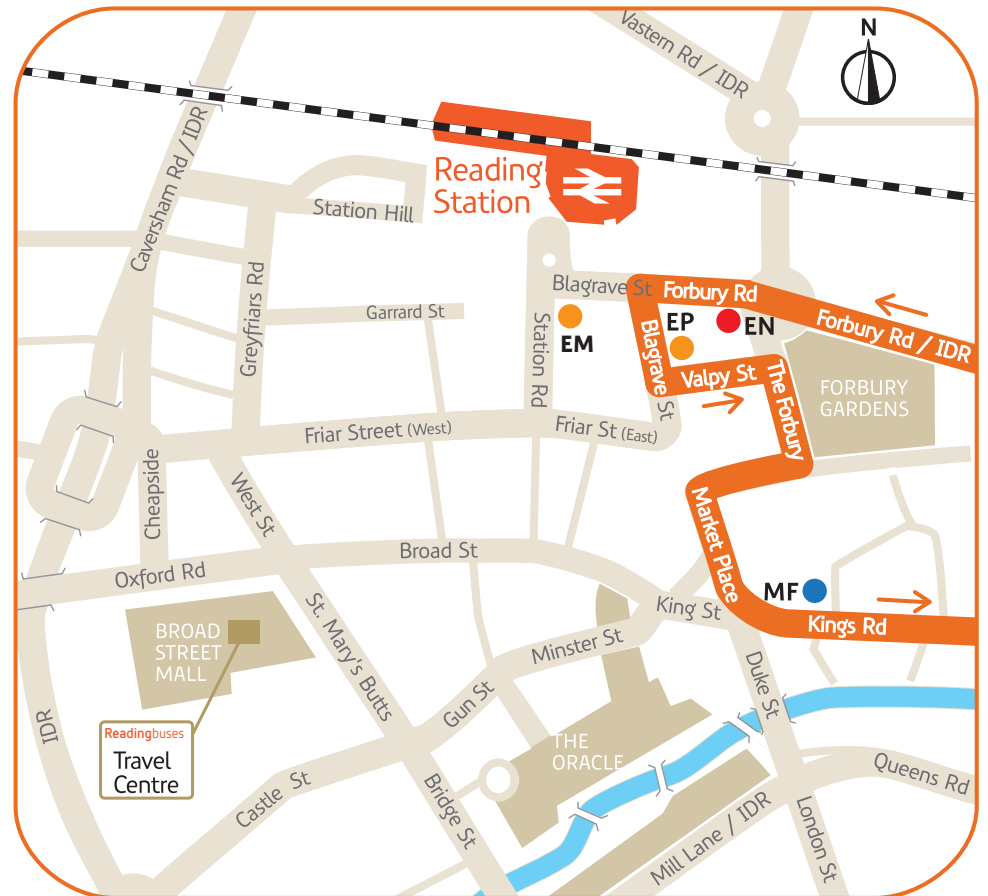 Vastern Rd / IDR
N
Caversham Rd / IDR
Reading
Station
Station Hill
Blagrave St
Forbury Rd
Forbury Rd / IDR
Greyfriars Rd
Garrard St
Station Rd
EM
EP
EN
Blagrave St
Valpy St
The Forbury
FORBURY
GARDENS
Friar Street (West)
Friar St (East)
Cheapside
West St
Market Place
Broad St
Oxford Rd
MF
King St
King's Rd
BROAD
STREET
MALL
St. Mary's Butts
Minster St
Duke St
Gun St
IDR
Readingbuses
Travel
Centre
THE
ORACLE
Castle St
Bridge St
Queens Rd
Mill Lane / IDR
London St